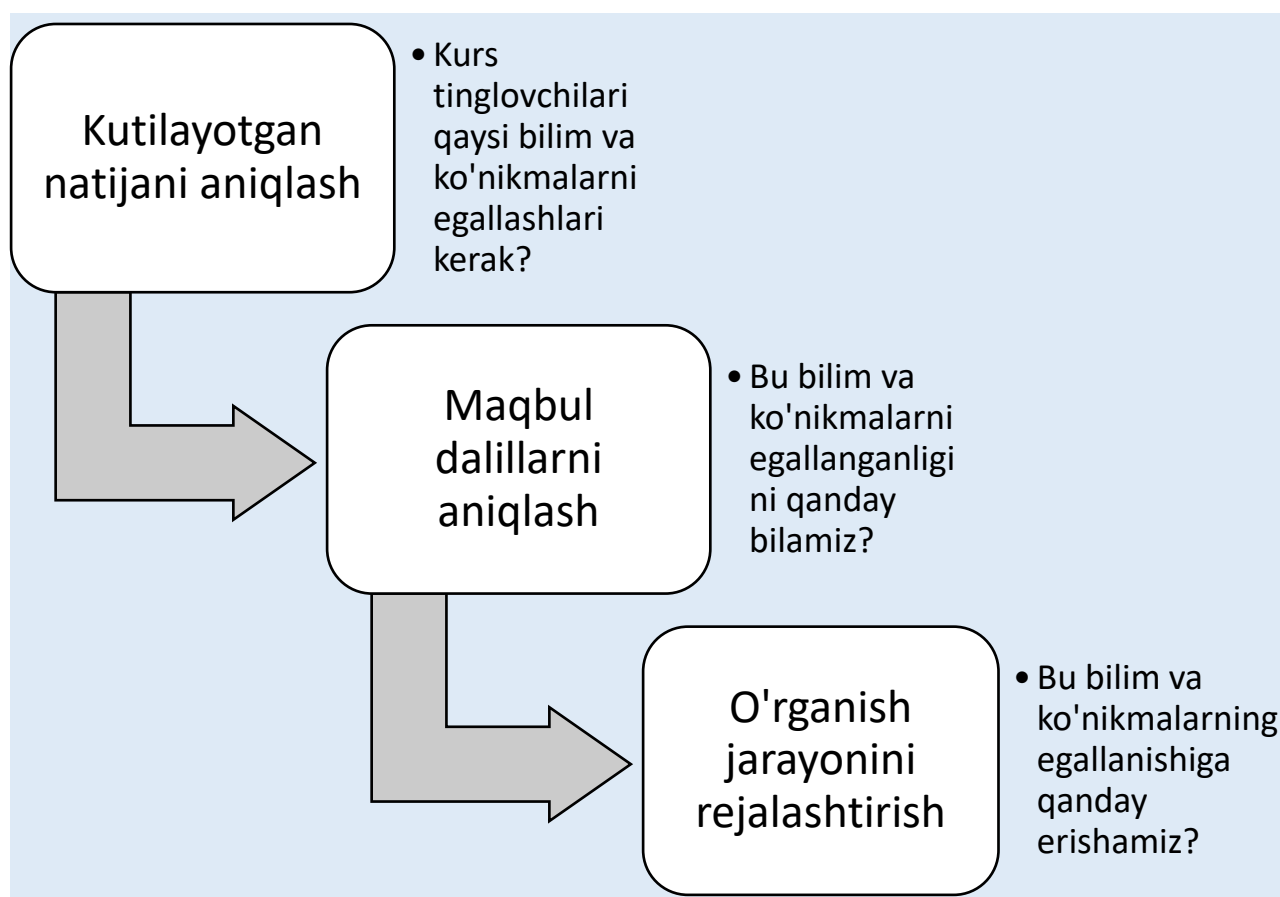 Kutilayotgan
natijani aniqlash
• Kurs
tinglovchilari
qaysi bilim va
ko'nikmalarni
egallashlari
kerak?
Maqbul
dalillarni
aniqlash
• Bu bilim va
ko'nikmalarni
egallanganligi
ni qanday
bilamiz?
O'rganish
jarayonini
rejalashtirish
• Bu bilim va
ko'nikmalarning
egallanishiga
qanday
erishamiz?